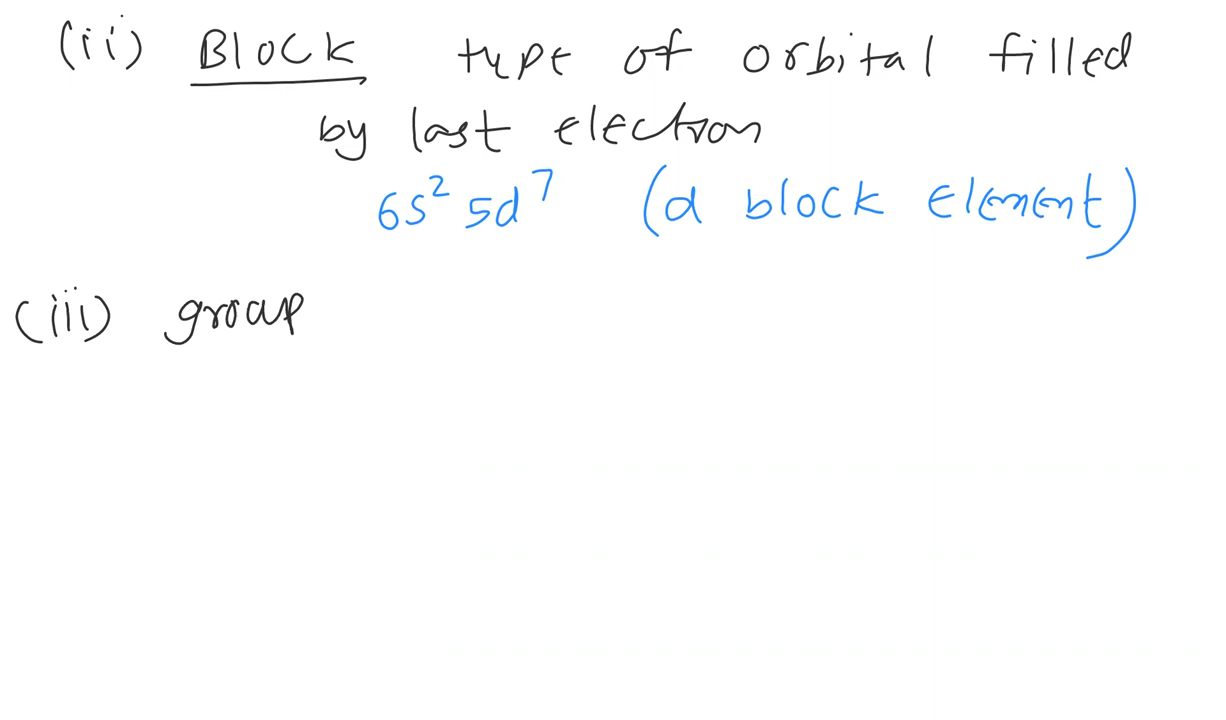 (ii) Block type of orbital filled
by last electron
6s² 5d⁷ (d block element)
(iii) group